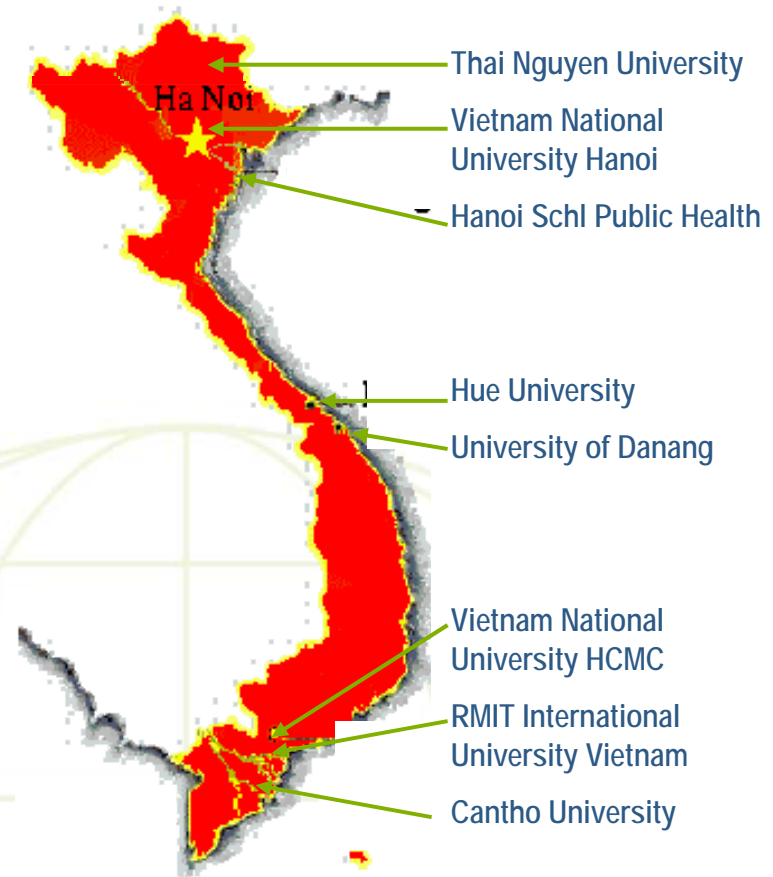 Thai Nguyen University
Ha Noi
Vietnam National
University Hanoi
Hanoi Schl Public Health
Hue University
University of Danang
Vietnam National
University HCMC
RMIT International
University Vietnam
Cantho University